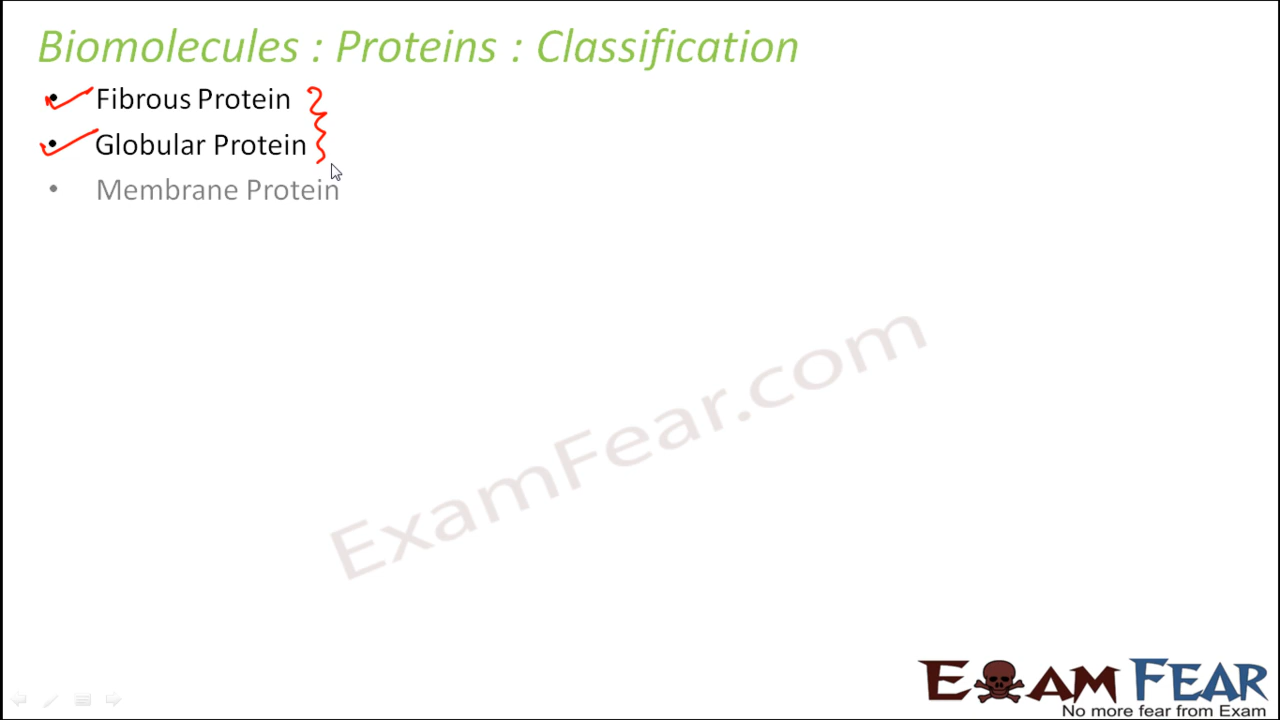 Biomolecules : Proteins : Classification
• Fibrous Protein
• Globular Protein
• Membrane Protein
ExamFear.com
EXAM FEAR
No more fear from Exam